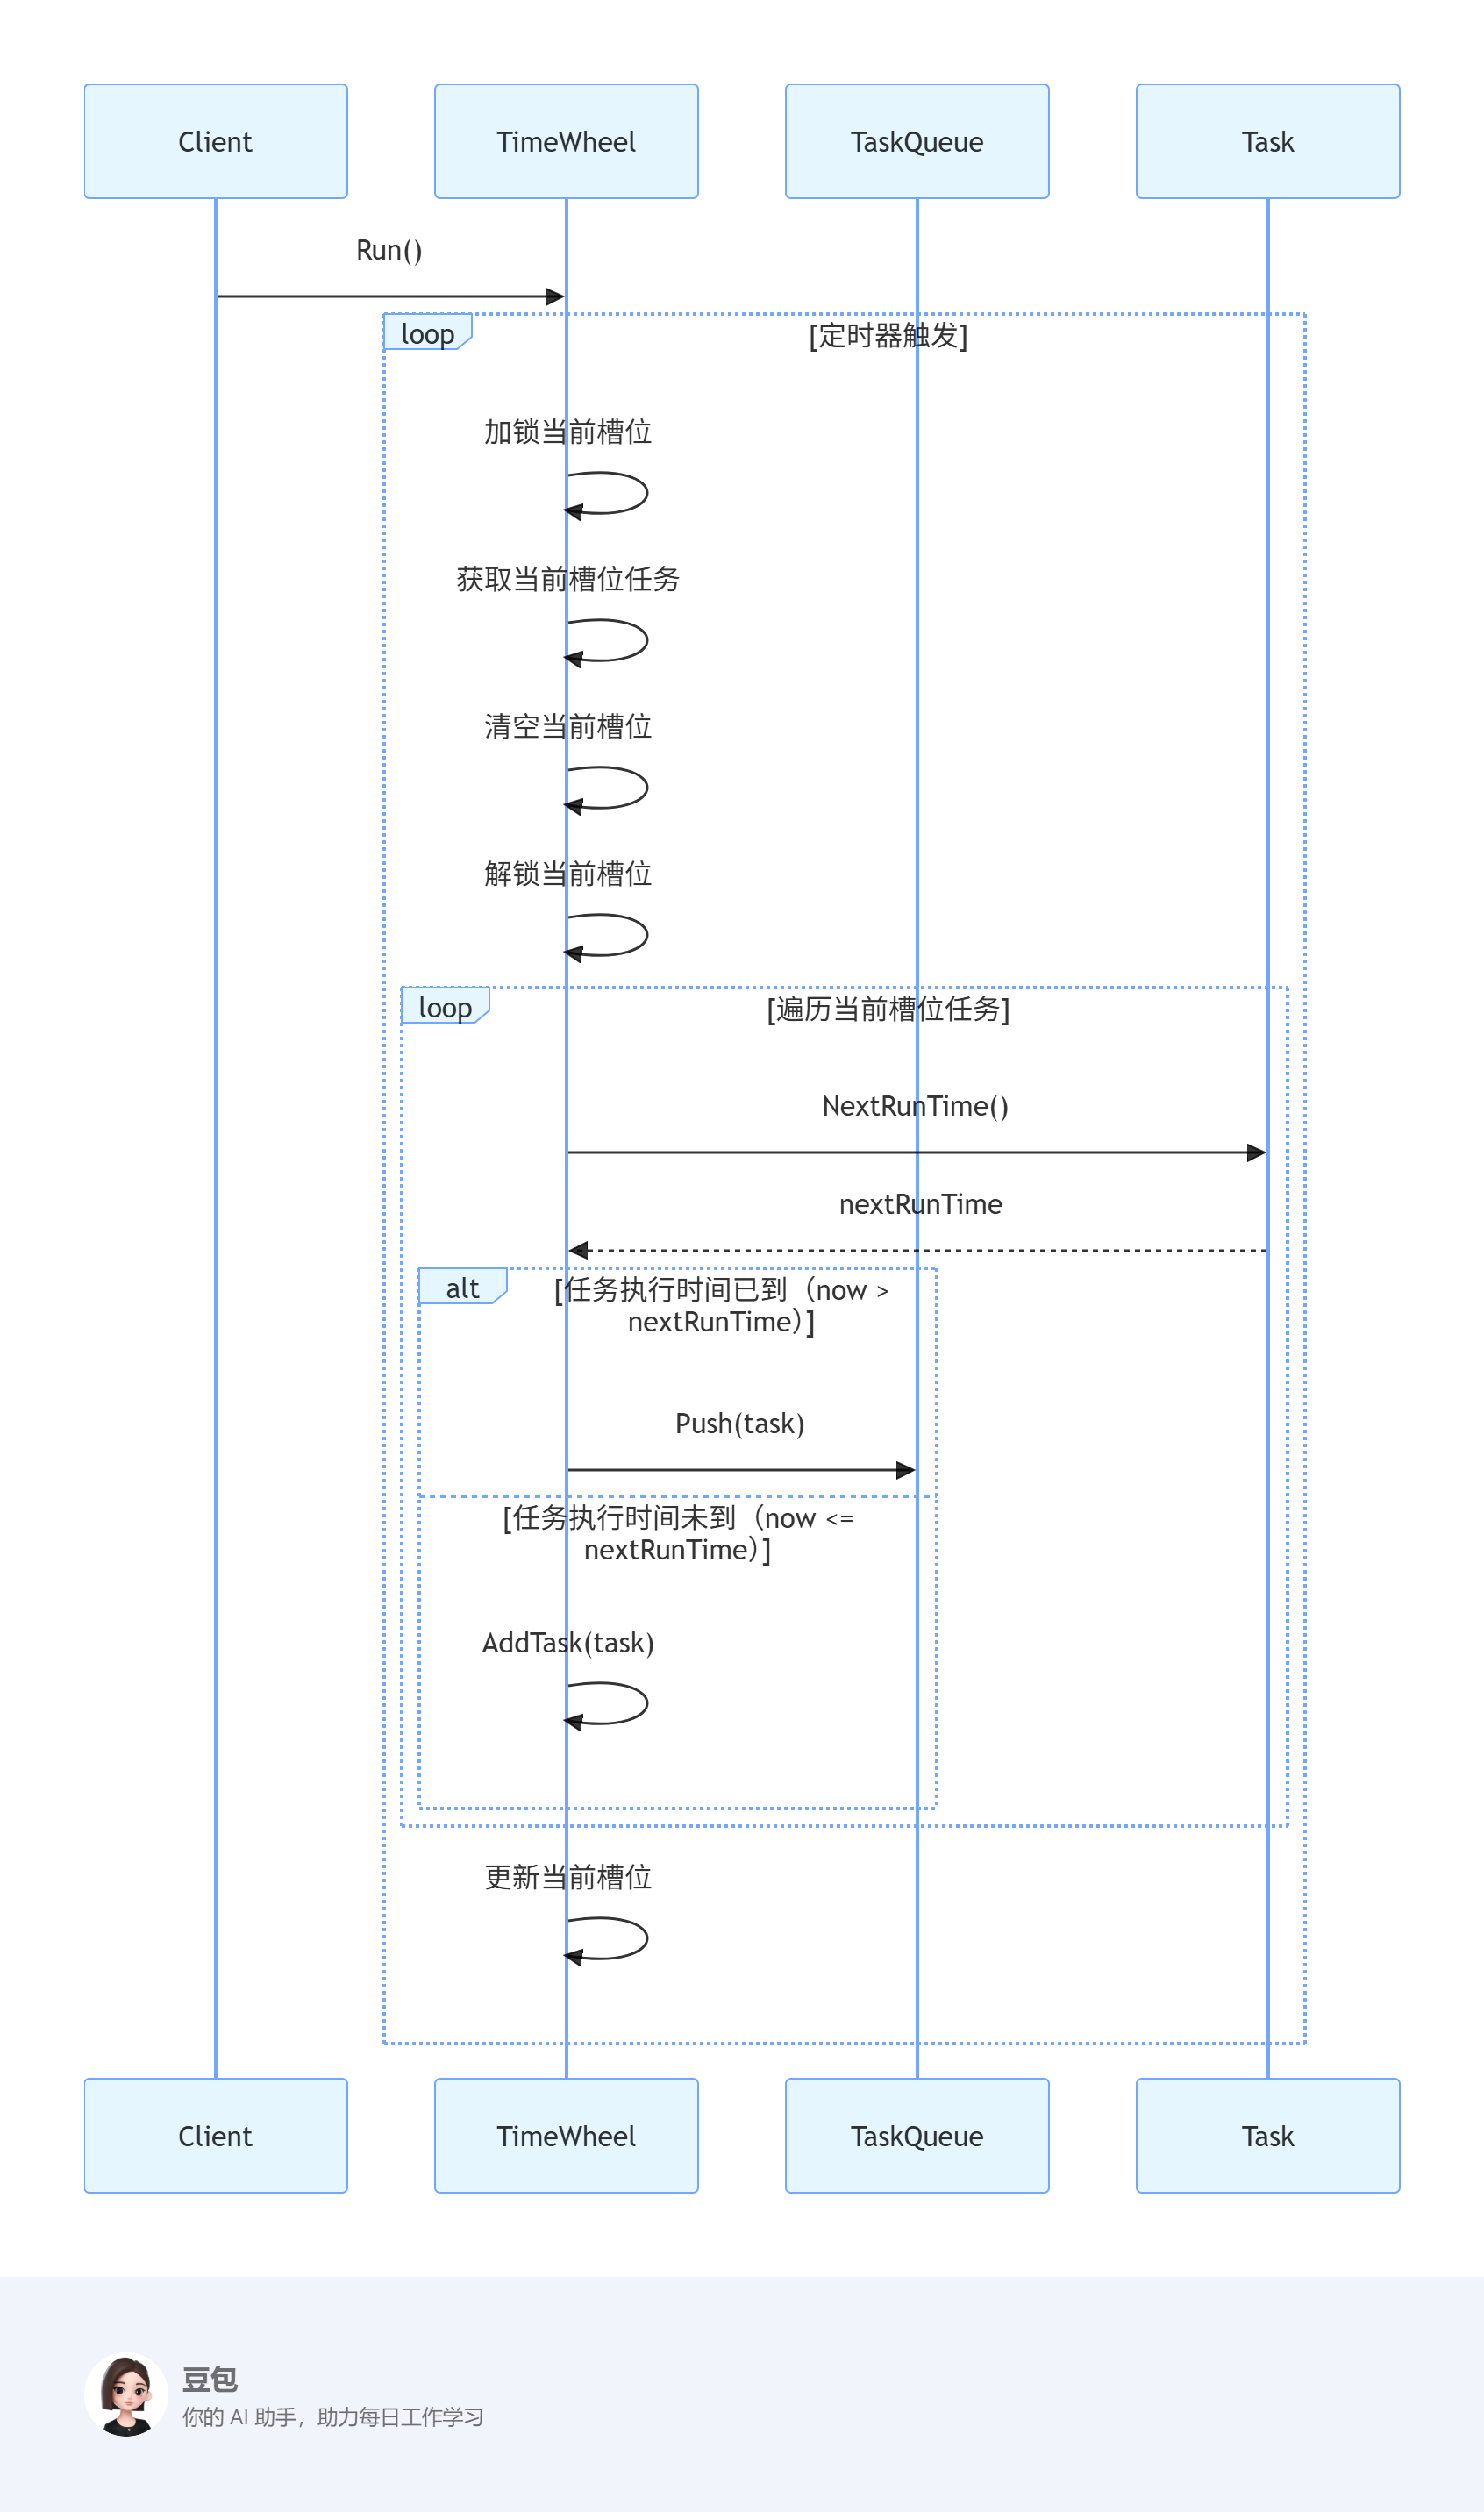 Client
TimeWheel
TaskQueue
Task
Run()
loop
[定时器触发]
加锁当前槽位
获取当前槽位任务
清空当前槽位
解锁当前槽位
loop
[遍历当前槽位任务]
NextRunTime()
nextRunTime
alt
[任务执行时间已到（now >
nextRunTime）]
Push(task)
[任务执行时间未到（now <=
nextRunTime）]
AddTask(task)
更新当前槽位
Client
TimeWheel
TaskQueue
Task
豆包
你的 AI 助手，助力每日工作学习